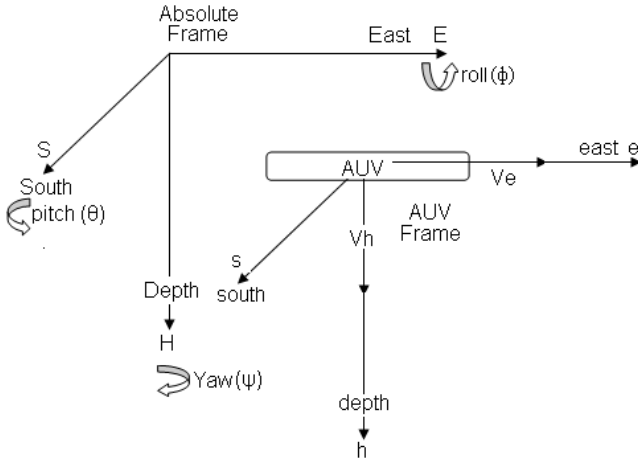 Absolute
Frame
East E
roll(ϕ)
S
South
pitch (θ)
Depth
H
Yaw(ψ)
AUV
east e
Ve
AUV
Frame
Vh
s
south
depth
h